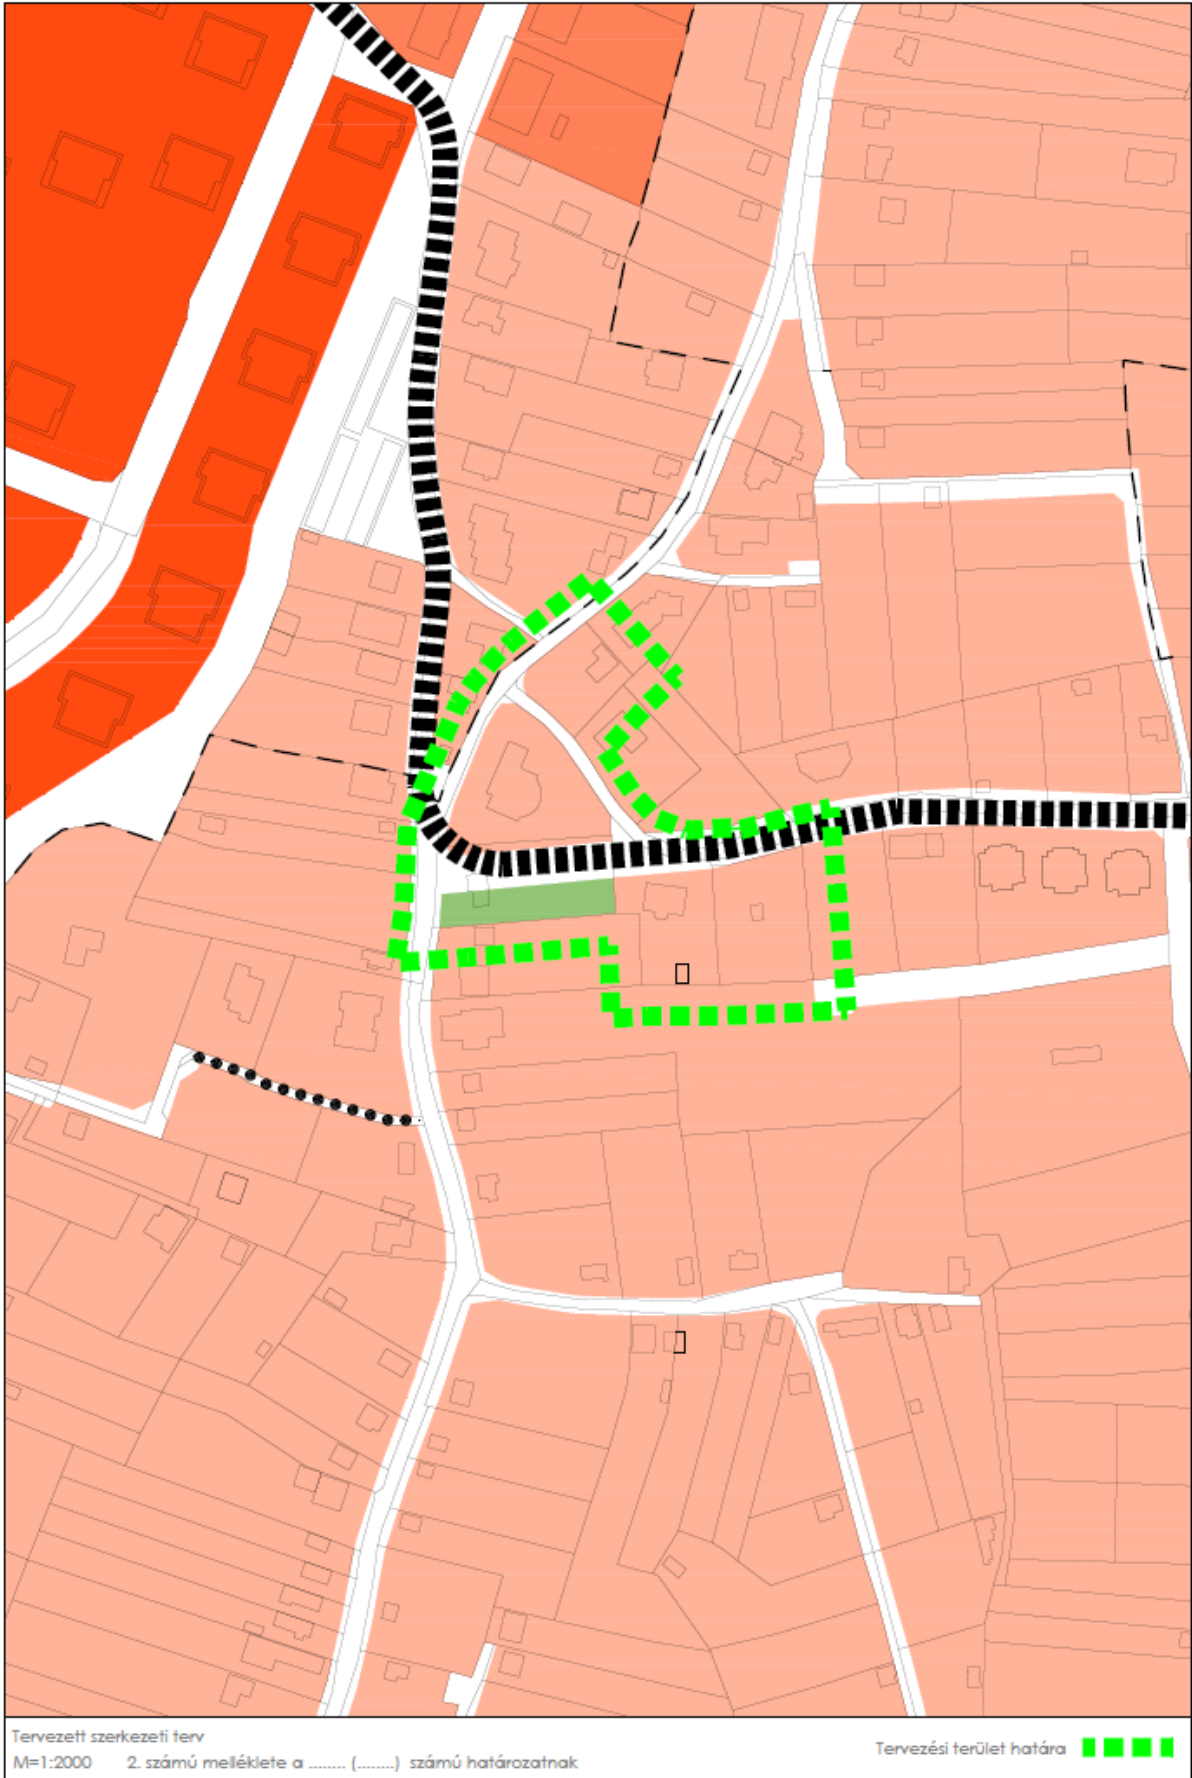 Tervezett szerkezeti terv
M=1:2000 2. számú melléklete a ........ (........) számú határozatnak
Tervezési terület határa